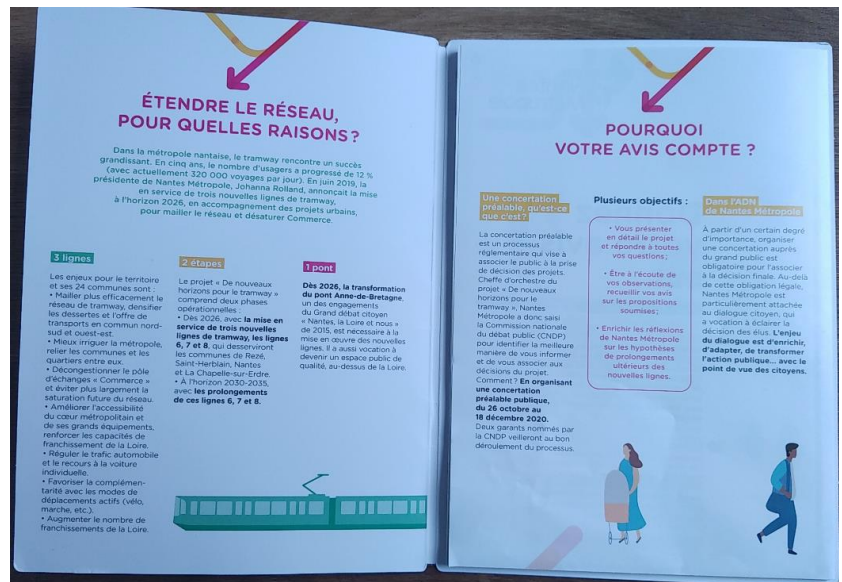 ÉTENDRE LE RÉSEAU,
POUR QUELLES RAISONS ?
Dans la métropole nantaise, le tramway rencontre un succès
grandissant. En cinq ans, le nombre d'usagers a progressé de 12 %
(avec actuellement 320 000 voyages par jour). En juin 2019, la
présidente de Nantes Métropole, Johanna Rolland, annonçait la mise
en service de trois nouvelles lignes de tramway,
à l'horizon 2026, en accompagnement des projets urbains,
pour mailler le réseau et désaturer Commerce.
3 lignes
Les enjeux pour le territoire
et ses 24 communes sont :
• Mailler plus efficacement le
réseau de tramway, densifier
les dessertes et l'offre de
transports en commun nord-
sud et ouest-est.
• Mieux irriguer la métropole,
relier les communes et les
quartiers entre eux.
• Décongestionner le pôle
d'échanges « Commerce »
et éviter plus largement la
saturation future du réseau.
• Améliorer l'accessibilité
du cœur métropolitain et
de ses grands équipements,
renforcer les capacités de
franchissement de la Loire.
• Réguler le trafic automobile
et le recours à la voiture
individuelle.
• Favoriser la complémen-
tarité avec les modes de
déplacements actifs (vélo,
marche, etc.).
• Augmenter le nombre de
franchissements de la Loire.
2 étapes
Le projet « De nouveaux
horizons pour le tramway »
comprend deux phases
opérationnelles :
• Dès 2026, avec la mise en
service de trois nouvelles
lignes de tramway, les lignes
6, 7 et 8, qui desserviront
les communes de Rezé,
Saint-Herblain, Nantes
et La Chapelle-sur-Erdre.
• À l'horizon 2030-2035,
avec les prolongements
de ces lignes 6, 7 et 8.
1 pont
Dès 2026, la transformation
du pont Anne-de-Bretagne,
un des engagements
du Grand débat citoyen
« Nantes, la Loire et nous »
de 2015, est nécessaire à la
mise en œuvre des nouvelles
lignes. Il a aussi vocation à
devenir un espace public de
qualité, au-dessus de la Loire.
POURQUOI
VOTRE AVIS COMPTE ?
Une concertation
préalable, qu'est-ce
que c'est ?
La concertation préalable
est un processus
réglementaire qui vise à
associer le public à la prise
de décision des projets.
Cheffe d'orchestre du
projet « De nouveaux
horizons pour le
tramway », Nantes
Métropole a donc saisi
la Commission nationale
du débat public (CNDP)
pour identifier la meilleure
manière de vous informer
et de vous associer aux
décisions du projet.
Comment ? En organisant
une concertation
préalable publique,
du 26 octobre au
18 décembre 2020.
Deux garants nommés par
la CNDP veilleront au bon
déroulement du processus.
Plusieurs objectifs :
• Vous présenter
en détail le projet
et répondre à toutes
vos questions ;
• Être à l'écoute de
vos observations,
recueillir vos avis
sur les propositions
soumises ;
• Enrichir les réflexions
de Nantes Métropole
sur les hypothèses
de prolongements
ultérieurs des
nouvelles lignes.
Dans l'ADN
de Nantes Métropole
À partir d'un certain degré
d'importance, organiser
une concertation auprès
du grand public est
obligatoire pour l'associer
à la décision finale. Au-delà
de cette obligation légale,
Nantes Métropole est
particulièrement attachée
au dialogue citoyen, qui
a vocation à éclairer la
décision des élus. L'enjeu
du dialogue est d'enrichir,
d'adapter, de transformer
l'action publique... avec le
point de vue des citoyens.